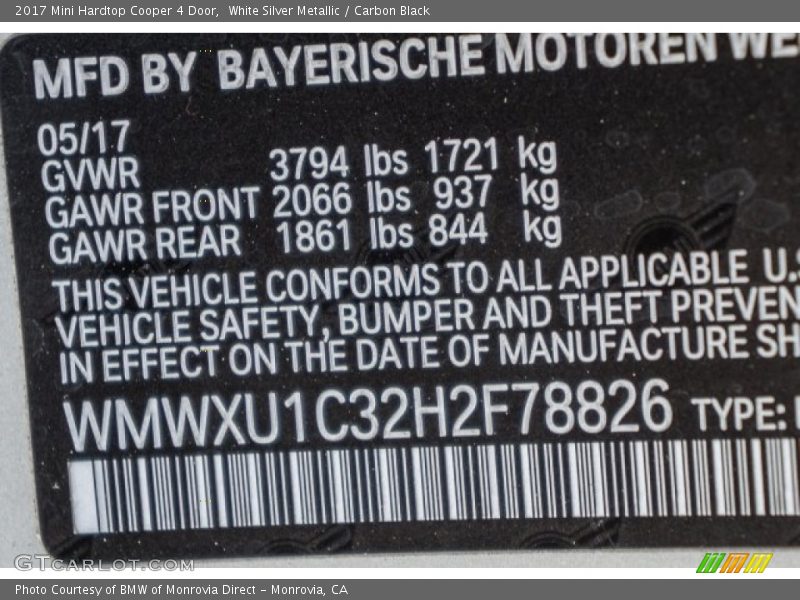 2017 Mini Hardtop Cooper 4 Door,  White Silver Metallic / Carbon Black
MFD BY BAYERISCHE MOTOREN WE
05/17
GVWR 3794 lbs 1721 kg
GAWR FRONT 2066 lbs 937 kg
GAWR REAR 1861 lbs 844 kg
THIS VEHICLE CONFORMS TO ALL APPLICABLE U.S
VEHICLE SAFETY, BUMPER AND THEFT PREVEN
IN EFFECT ON THE DATE OF MANUFACTURE SH
WMWXU1C32H2F78826 TYPE:
GTCARLOT.COM
Photo Courtesy of BMW of Monrovia Direct - Monrovia, CA